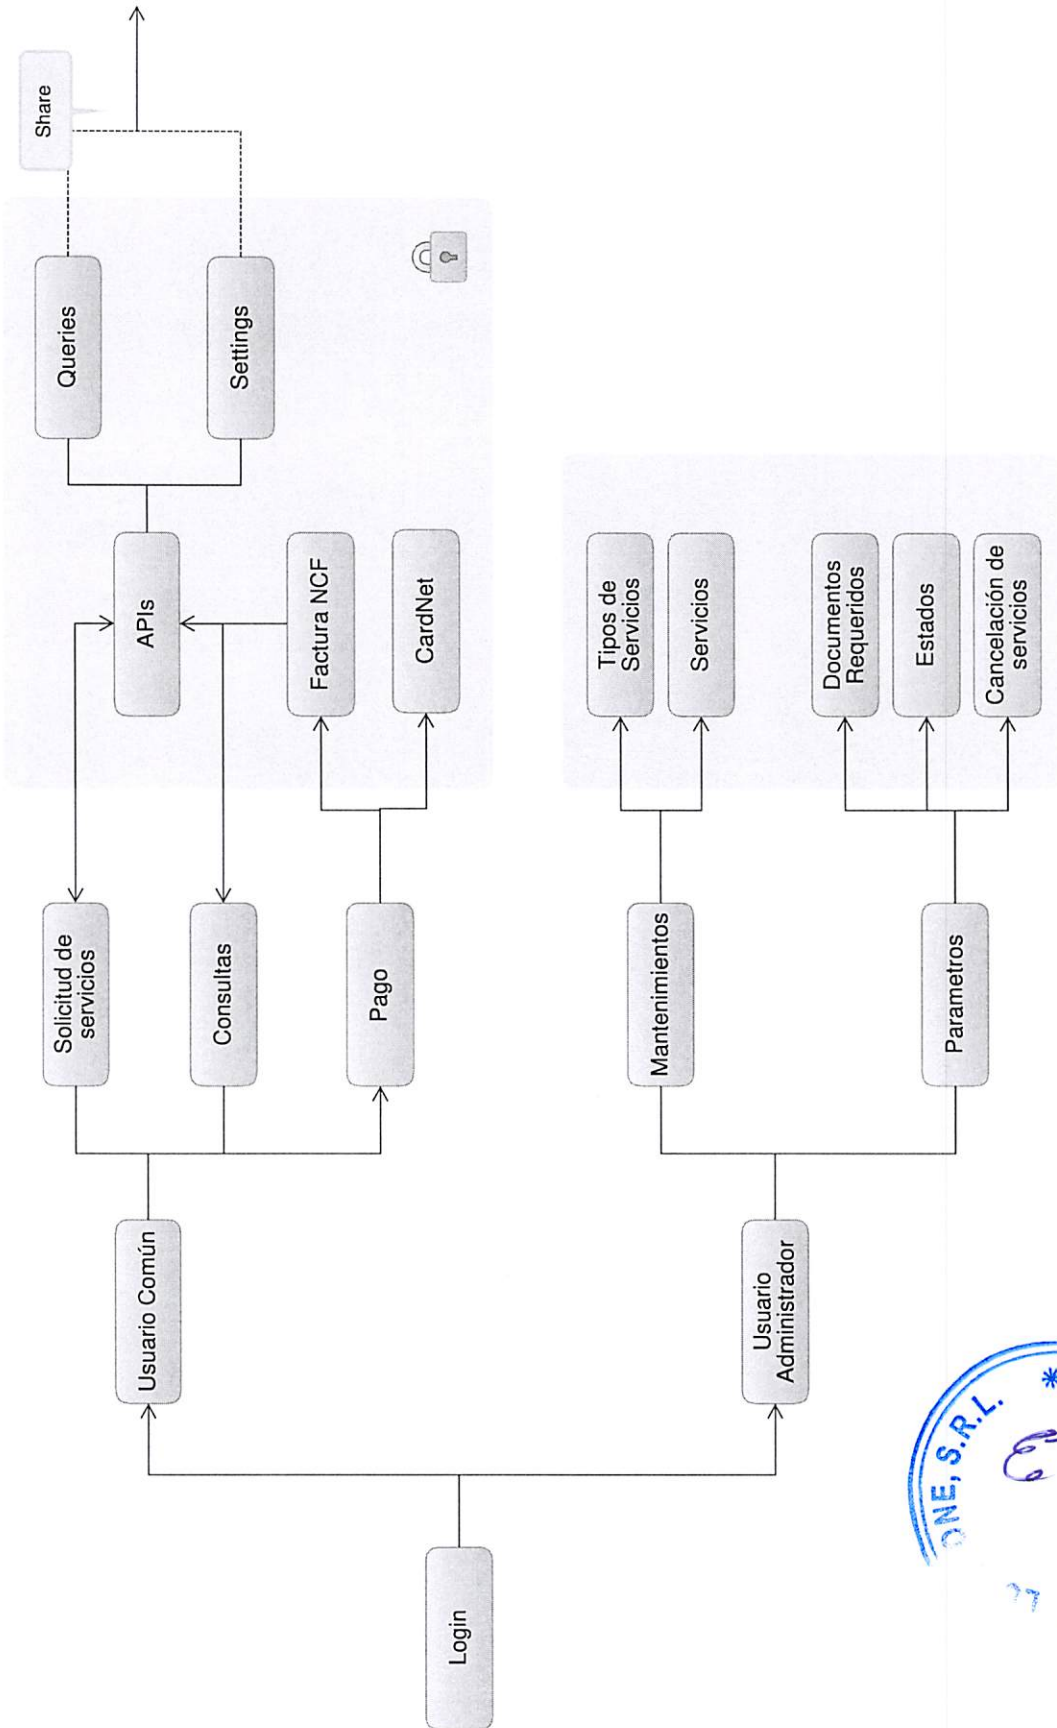 Login
Usuario Común
Solicitud de
servicios
Consultas
Pago
APIs
Factura NCF
CardNet
Queries
Settings
Share
Usuario
Administrador
Mantenimientos
Parametros
Tipos de
Servicios
Servicios
Documentos
Requeridos
Estados
Cancelación de
servicios
ONE, S.R.L. *